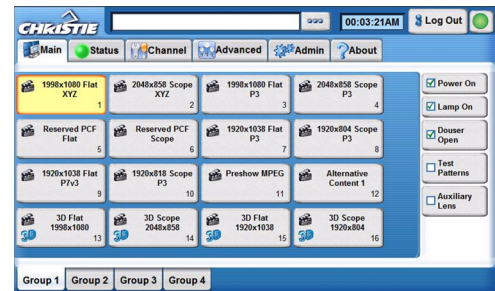 CHRISTIE
00:03:21AM
Log Out
Main
Status
Channel
Advanced
Admin
About
1998x1080 Flat
XYZ
1
2048x858 Scope
XYZ
2
1998x1080 Flat
P3
3
2048x858 Scope
P3
4
Reserved PCF
Flat
5
Reserved PCF
Scope
6
1920x1038 Flat
P3
7
1920x804 Scope
P3
8
1920x1038 Flat
P7v3
9
1920x818 Scope
P3
10
Preshow MPEG
11
Alternative
Content 1
12
3D Flat
1998x1080
3D
13
3D Scope
2048x858
3D
14
3D Flat
1920x1038
3D
15
3D Scope
1920x804
3D
16
Power On
Lamp On
Douser
Open
Test
Patterns
Auxiliary
Lens
Group 1
Group 2
Group 3
Group 4